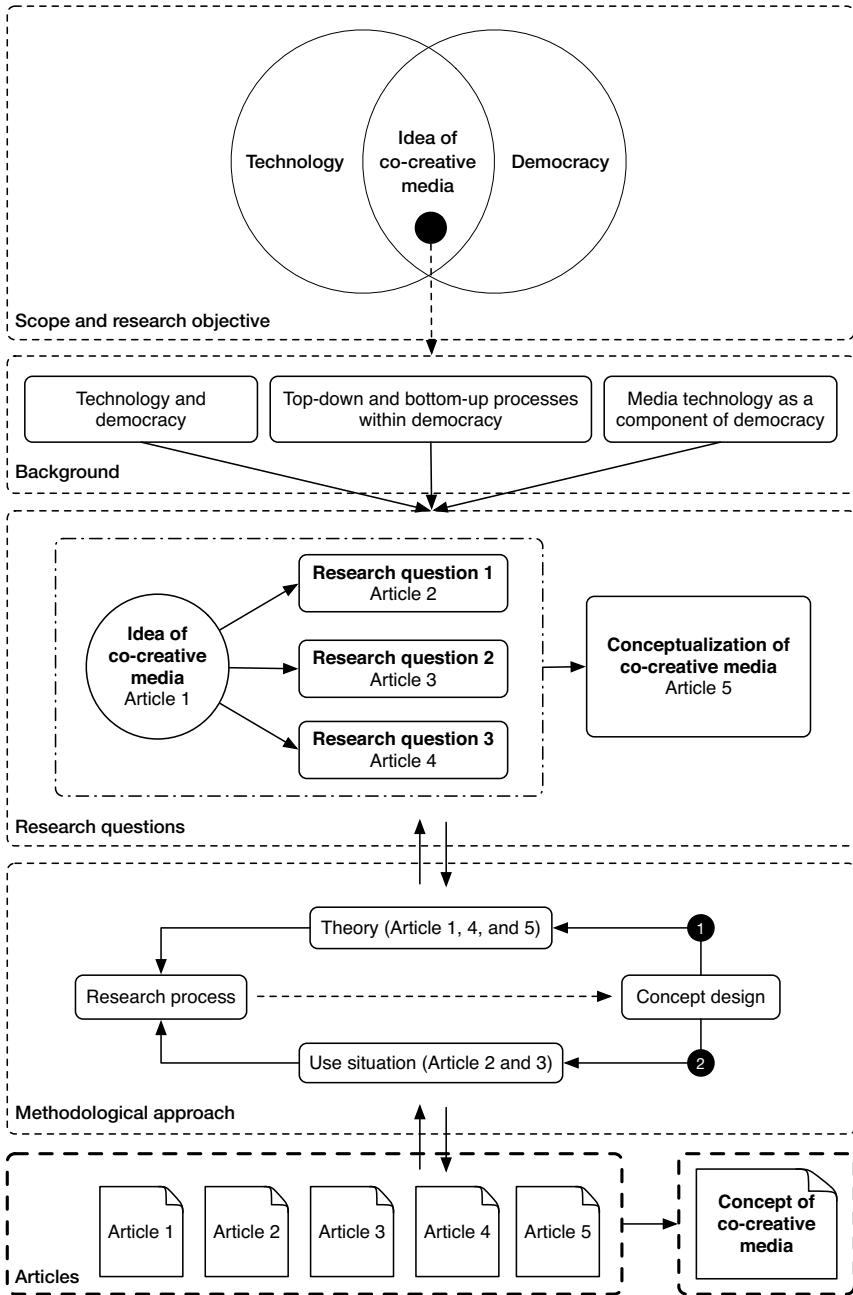 Technology
Idea of
co-creative
media
Democracy
Scope and research objective
Technology and
democracy
Top-down and bottom-up processes
within democracy
Media technology as a
component of democracy
Background
Idea of
co-creative
media
Article 1
Research question 1
Article 2
Research question 2
Article 3
Research question 3
Article 4
Conceptualization of
co-creative media
Article 5
Research questions
Theory (Article 1, 4, and 5)
1
Research process
Concept design
Use situation (Article 2 and 3)
2
Methodological approach
Article 1
Article 2
Article 3
Article 4
Article 5
Articles
Concept of
co-creative
media